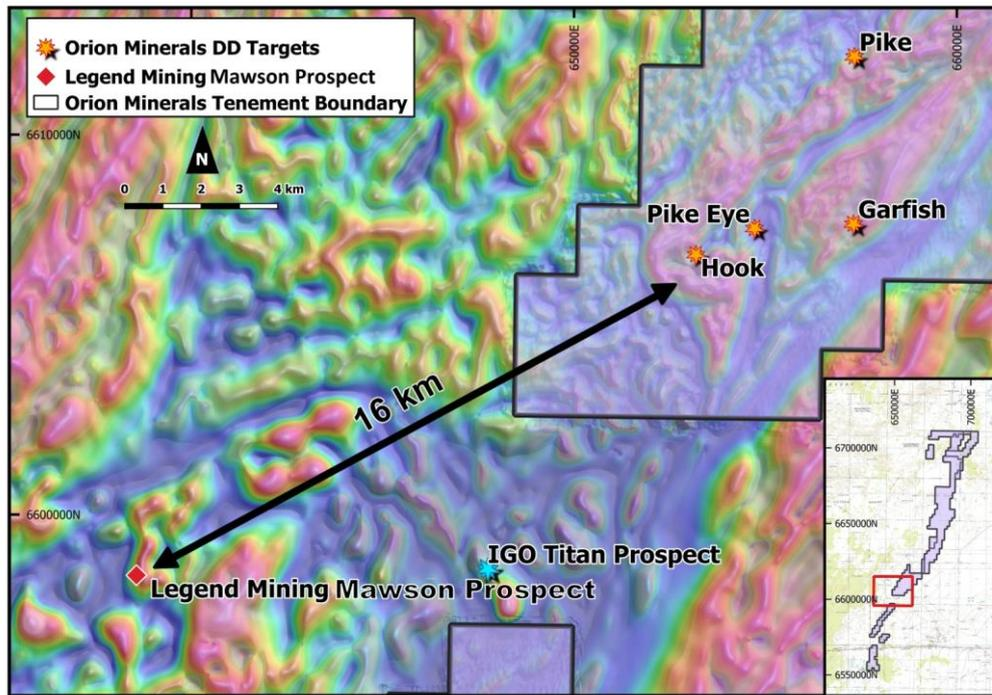 Orion Minerals DD Targets
Legend Mining Mawson Prospect
Orion Minerals Tenement Boundary
650000E
660000E
Pike
6610000N
N
0 1 2 3 4 km
Pike Eye
Garfish
Hook
16 km
6600000N
IGO Titan Prospect
Legend Mining Mawson Prospect
650000E
700000E
6700000N
6650000N
6600000N
6550000N